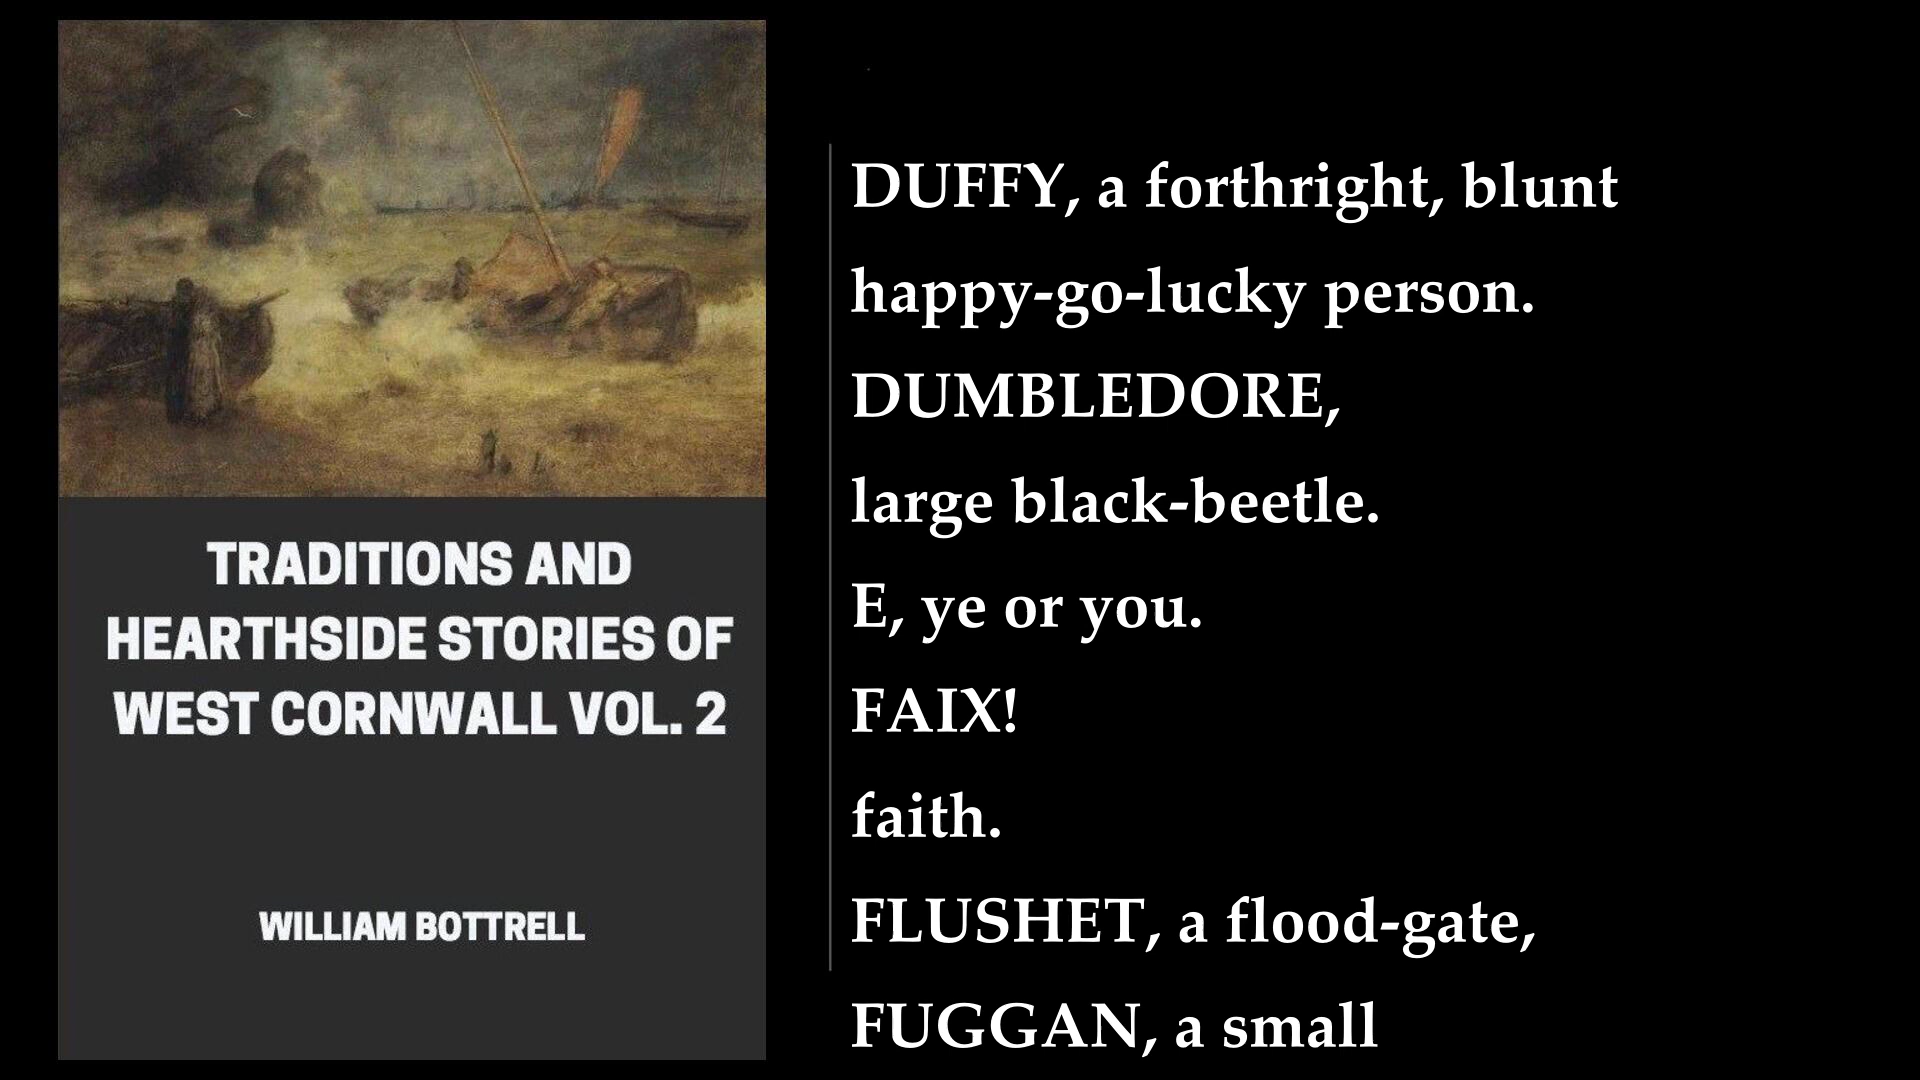 TRADITIONS AND
HEARTHSIDE STORIES OF
WEST CORNWALL VOL. 2
WILLIAM BOTTRELL
DUFFY, a forthright, blunt
happy-go-lucky person.
DUMBLEDORE,
large black-beetle.
E, ye or you.
FAIX!
faith.
FLUSHET, a flood-gate,
FUGGAN, a small